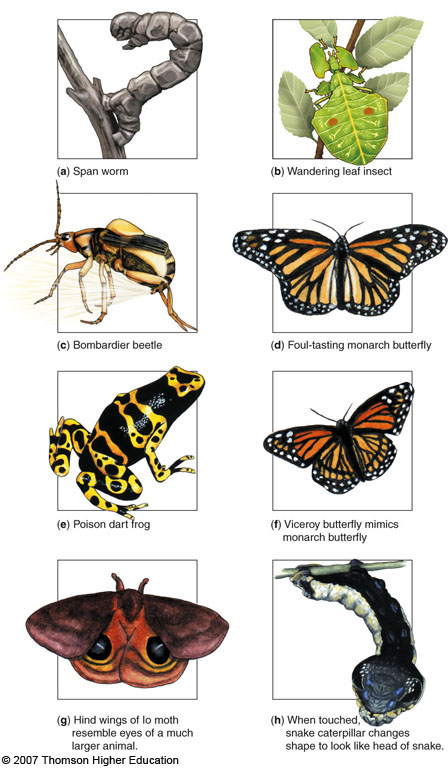 (a) Span worm
(b) Wandering leaf insect
(c) Bombardier beetle
(d) Foul-tasting monarch butterfly
(e) Poison dart frog
(f) Viceroy butterfly mimics
monarch butterfly
(g) Hind wings of Io moth
resemble eyes of a much
larger animal.
(h) When touched,
snake caterpillar changes
shape to look like head of snake.
© 2007 Thomson Higher Education